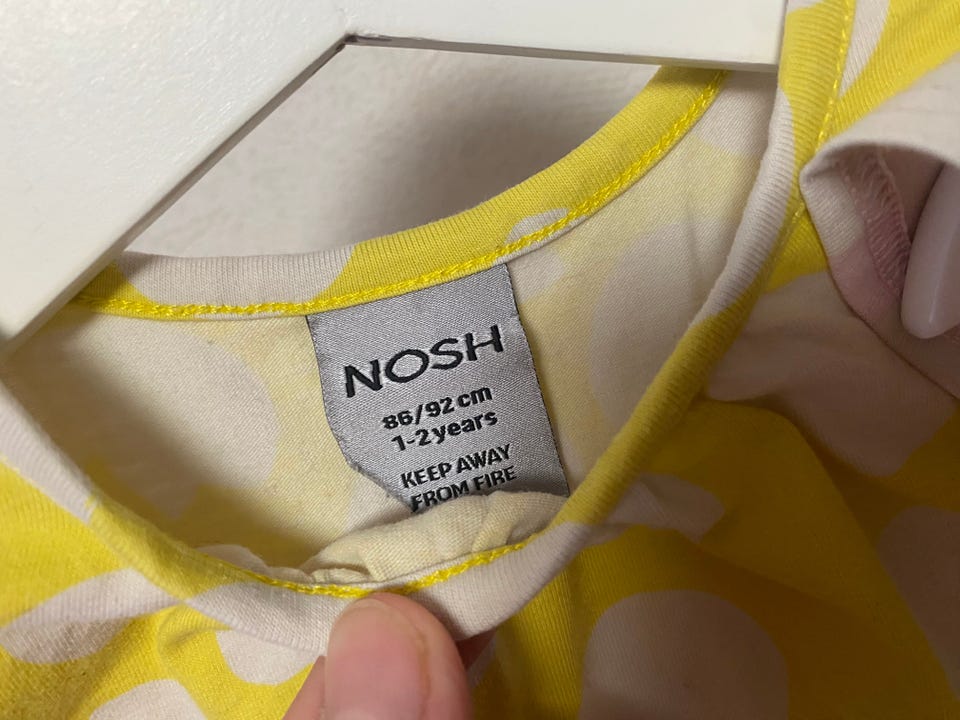 NOSH
86/92 cm
1-2 years
KEEP AWAY
FROM FIRE